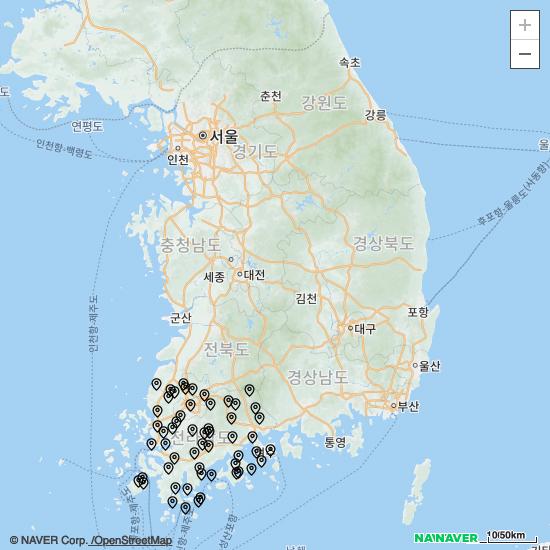 +
−
속초
춘천
강원도
도
강릉
연평도
서울
울
인천
경기도
인천항-백령도
후포항-울릉도(사동항)
충청남도
경상북도
세종
대전
김천
인천항-제주도
포항
군산
대구
전북도
울산
경상남도
부산
통영
© NAVER Corp. /OpenStreetMap
NAVER
10/50km